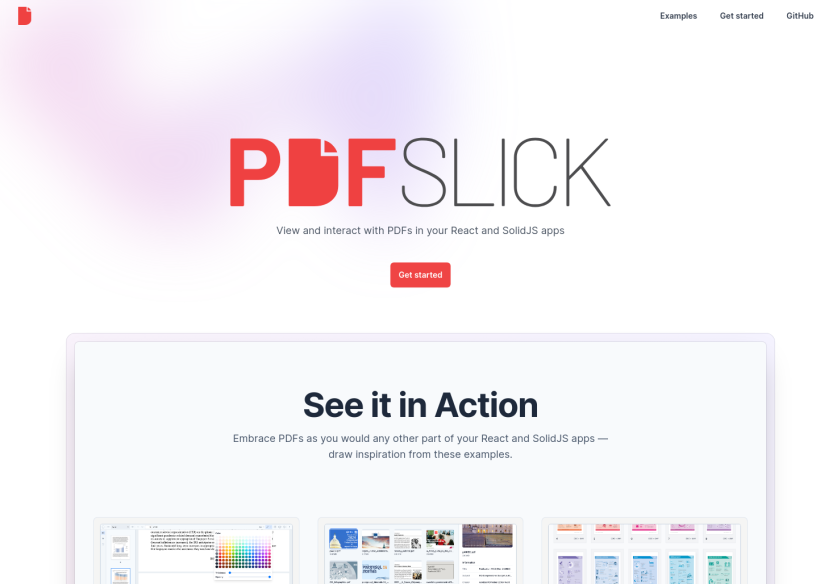 Examples
Get started
GitHub
PDFSLICK
View and interact with PDFs in your React and SolidJS apps
Get started
See it in Action
Embrace PDFs as you would any other part of your React and SolidJS apps —
draw inspiration from these examples.